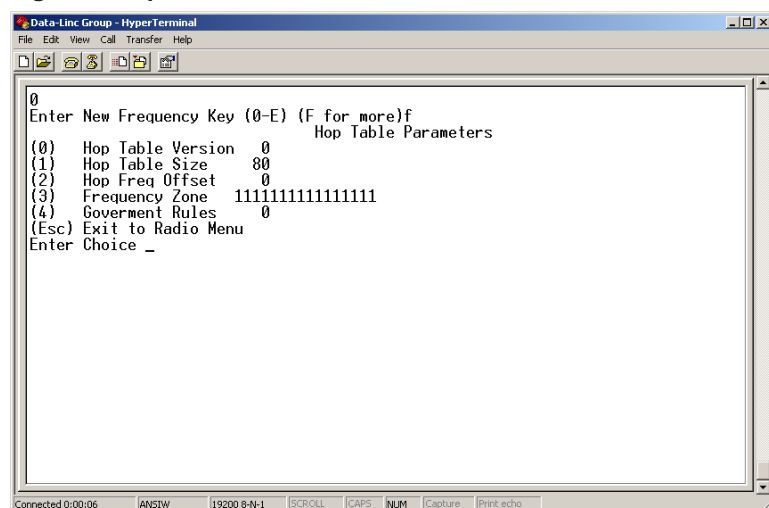 Data-Linc Group - HyperTerminal
File Edit View Call Transfer Help
0
Enter New Frequency Key (0-E) (F for more)f
Hop Table Parameters
(0) Hop Table Version 0
(1) Hop Table Size 80
(2) Hop Freq Offset 0
(3) Frequency Zone 1111111111111111
(4) Goverment Rules 0
(Esc) Exit to Radio Menu
Enter Choice _
Connected 0:00:06 ANSIW 19200 8-N-1 SCROLL CAPS NUM Capture Print echo